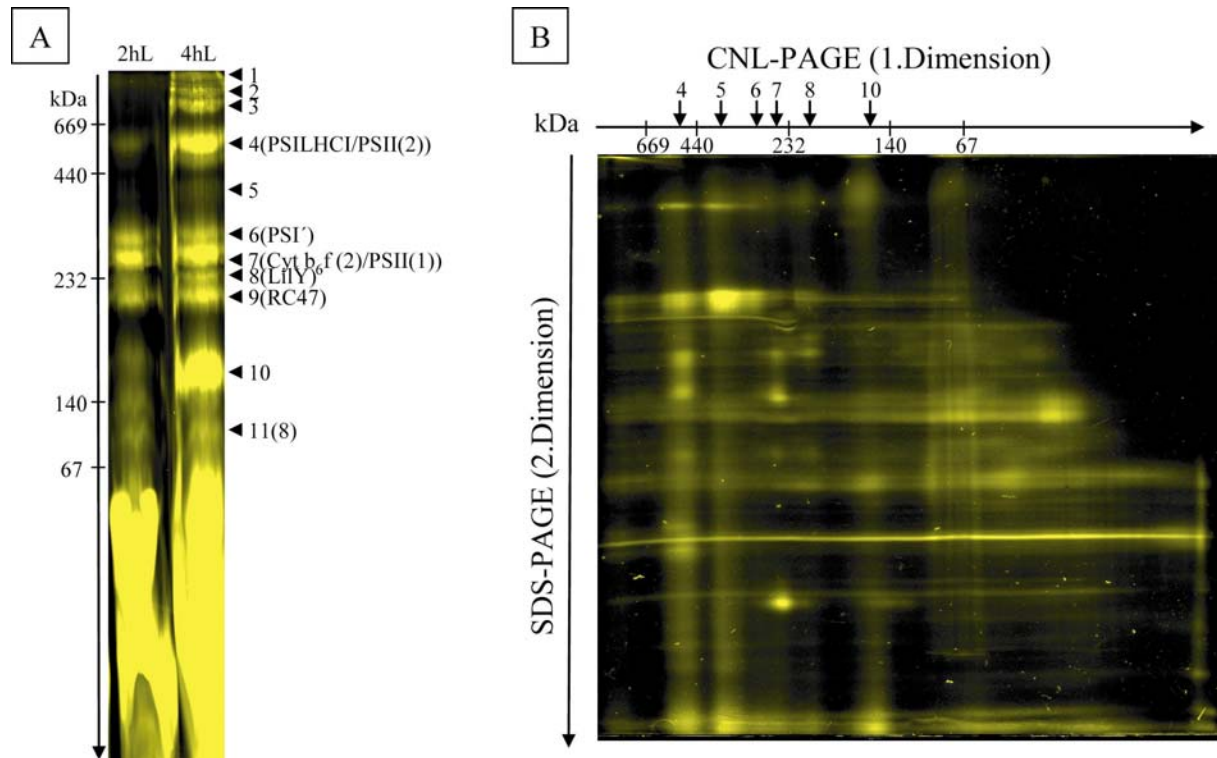 A
2hL 4hL
kDa
669
440
232
140
67
1
2
3
4(PSILHCI/PSII(2))
5
6(PSI´)
7(Cyt b6f (2)/PSII(1))
8(LilY)
9(RC47)
10
11(8)
B
CNL-PAGE (1.Dimension)
4 5 6 7 8 10
kDa
669 440 232 140 67
SDS-PAGE (2.Dimension)